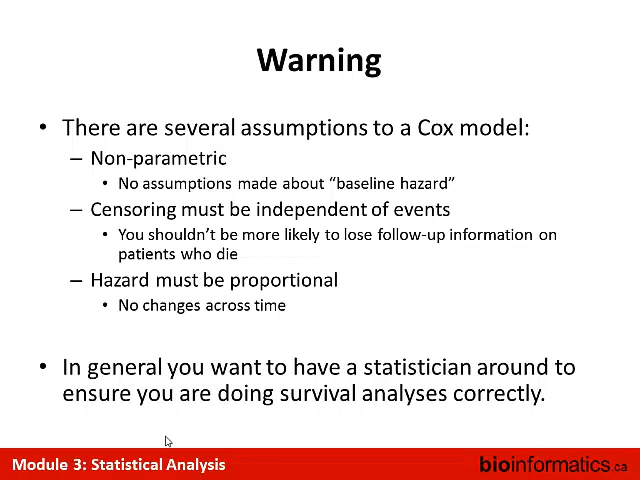 Warning
• There are several assumptions to a Cox model:
– Non-parametric
• No assumptions made about “baseline hazard”
– Censoring must be independent of events
• You shouldn’t be more likely to lose follow-up information on
patients who die
– Hazard must be proportional
• No changes across time
• In general you want to have a statistician around to
ensure you are doing survival analyses correctly.
Module 3: Statistical Analysis
bioinformatics.ca